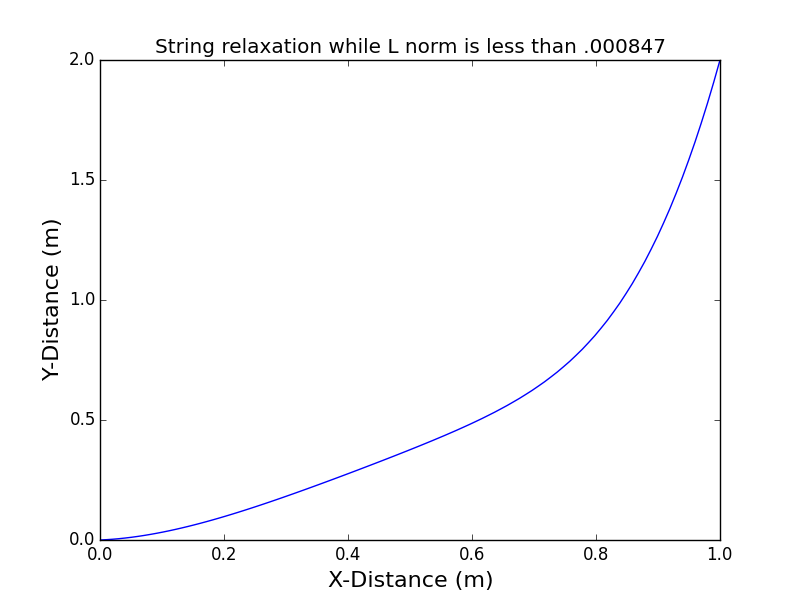 String relaxation while L norm is less than .000847
2.0
1.5
1.0
0.5
0.0
Y-Distance (m)
0.0 0.2 0.4 0.6 0.8 1.0
X-Distance (m)